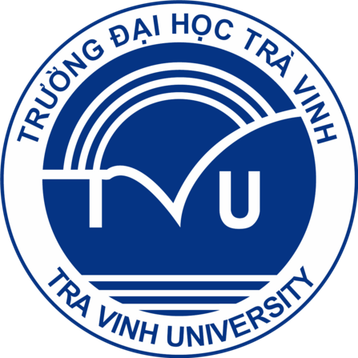 TRƯỜNG ĐẠI HỌC TRÀ VINH
TVU
TRA VINH UNIVERSITY